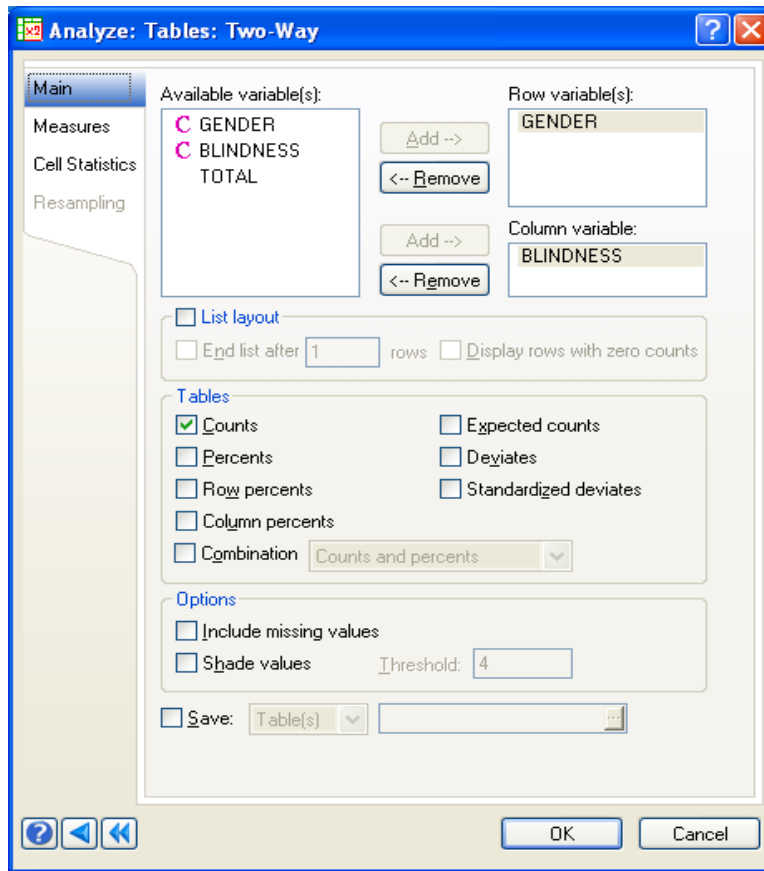 Analyze: Tables: Two-Way
Main
Measures
Cell Statistics
Resampling
Available variable(s):
C GENDER
C BLINDNESS
TOTAL
Add -->
<-- Remove
Row variable(s):
GENDER
Add -->
<-- Remove
Column variable:
BLINDNESS
List layout
End list after 1 rows Display rows with zero counts
Tables
Counts Expected counts
Percents Deviates
Row percents Standardized deviates
Column percents
Combination Counts and percents
Options
Include missing values
Shade values Threshold: 4
Save: Table(s) ...
OK Cancel